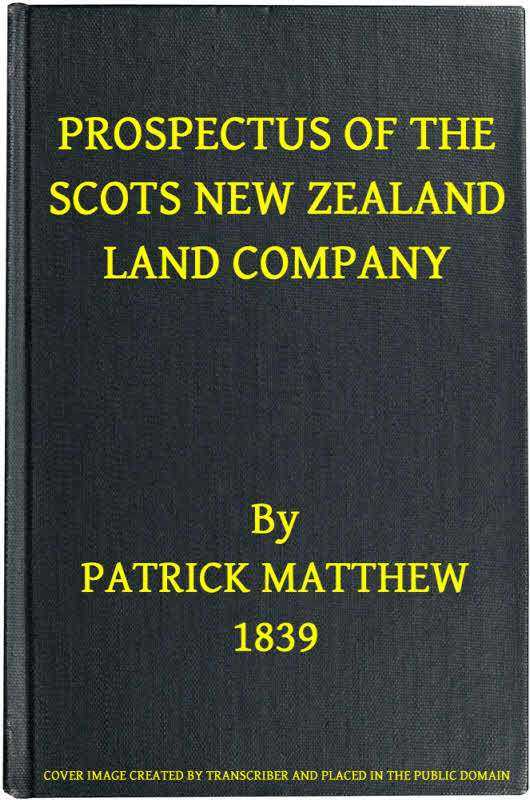 PROSPECTUS OF THE
SCOTS NEW ZEALAND
LAND COMPANY
By
PATRICK MATTHEW
1839
COVER IMAGE CREATED BY TRANSCRIBER AND PLACED IN THE PUBLIC DOMAIN